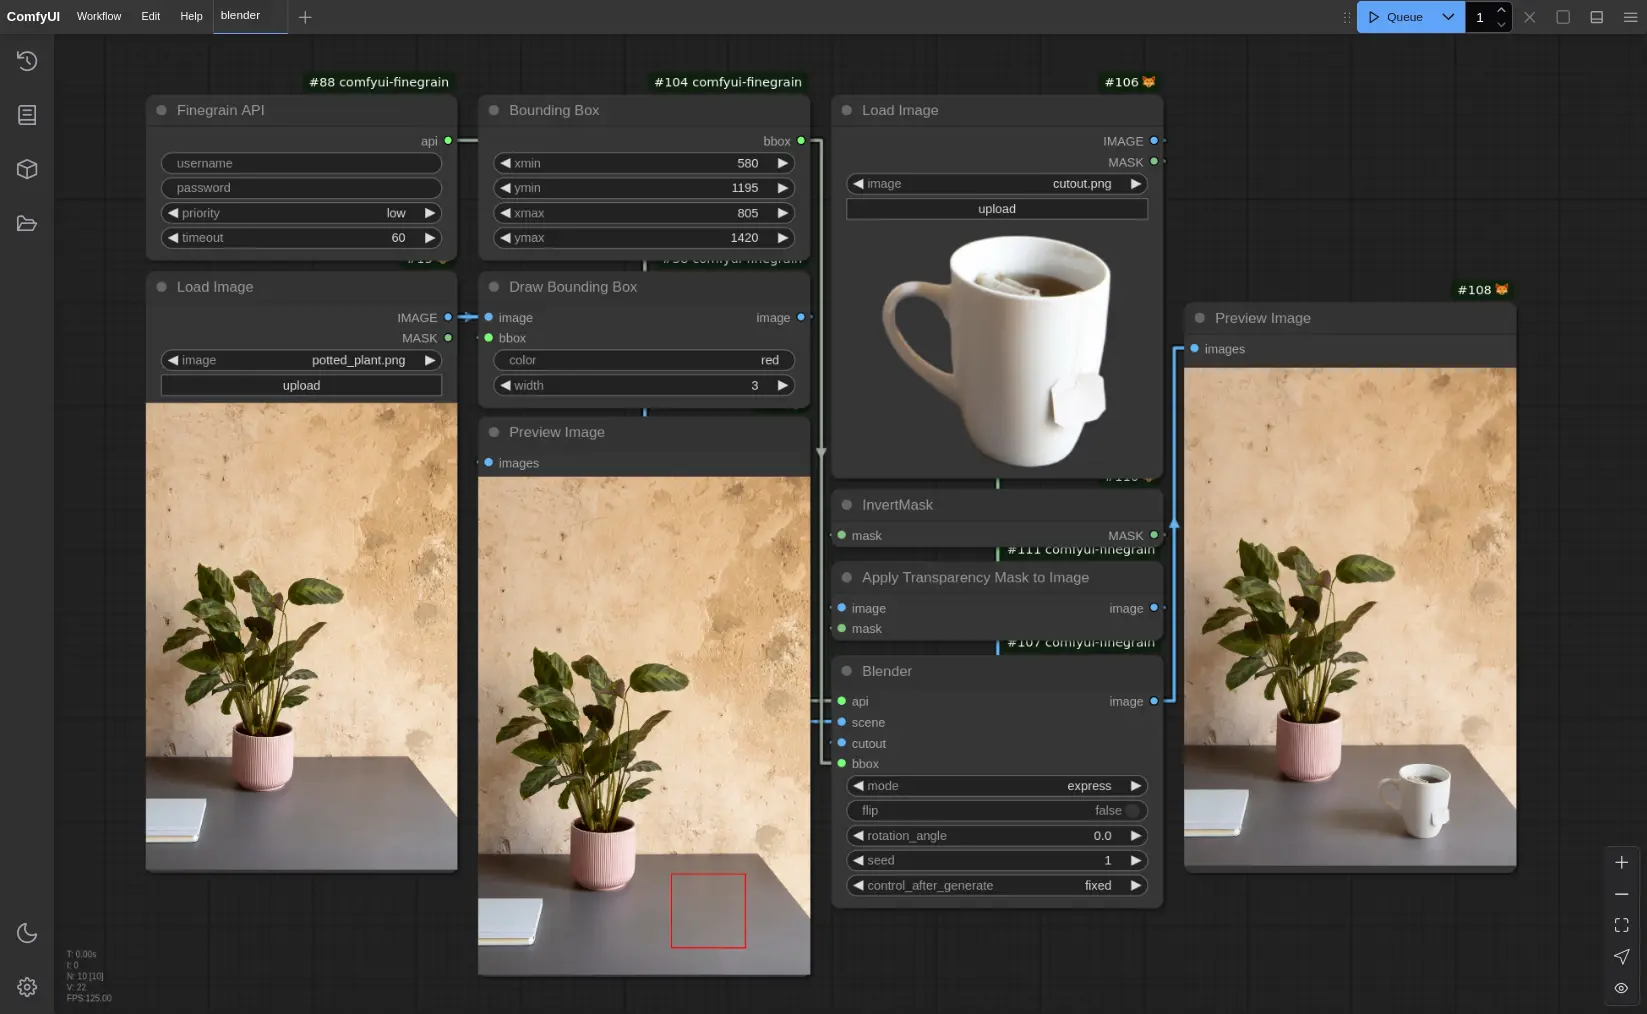 ComfyUI Workflow Edit Help blender
Queue 1
#88 comfyui-finegrain
Finegrain API
api
username
password
priority low
timeout 60
Load Image
IMAGE
MASK
image potted_plant.png
upload
#104 comfyui-finegrain
Bounding Box
bbox
xmin 580
ymin 1195
xmax 805
ymax 1420
Draw Bounding Box
image image
bbox
color red
width 3
Preview Image
images
#106
Load Image
IMAGE
MASK
image cutout.png
upload
InvertMask
mask MASK
#111 comfyui-finegrain
Apply Transparency Mask to Image
image image
mask
#107 comfyui-finegrain
Blender
api image
scene
cutout
bbox
mode express
flip false
rotation_angle 0.0
seed 1
control_after_generate fixed
#108
Preview Image
images
T: 0.00s
I: 0
N: 10 [10]
V: 22
FPS:125.00